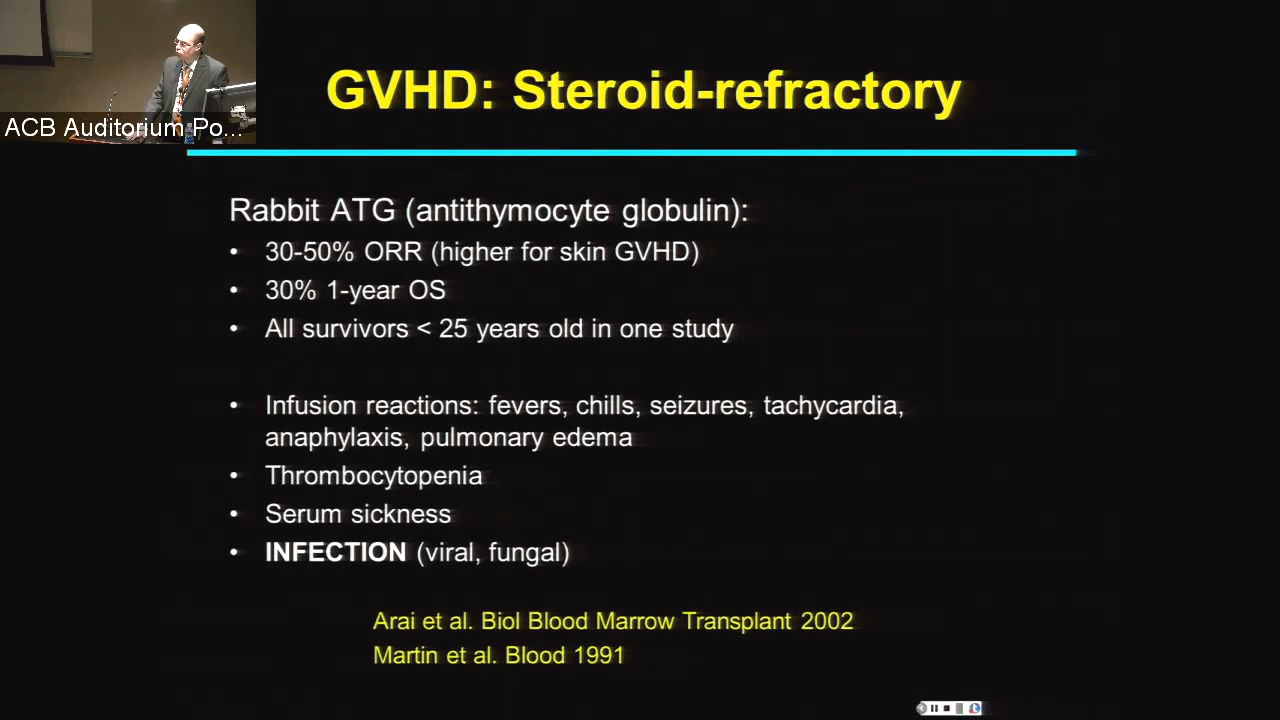 GVHD: Steroid-refractory
ACB Auditorium Po...
Rabbit ATG (antithymocyte globulin):
• 30-50% ORR (higher for skin GVHD)
• 30% 1-year OS
• All survivors < 25 years old in one study
• Infusion reactions: fevers, chills, seizures, tachycardia,
anaphylaxis, pulmonary edema
• Thrombocytopenia
• Serum sickness
• INFECTION (viral, fungal)
Arai et al. Biol Blood Marrow Transplant 2002
Martin et al. Blood 1991